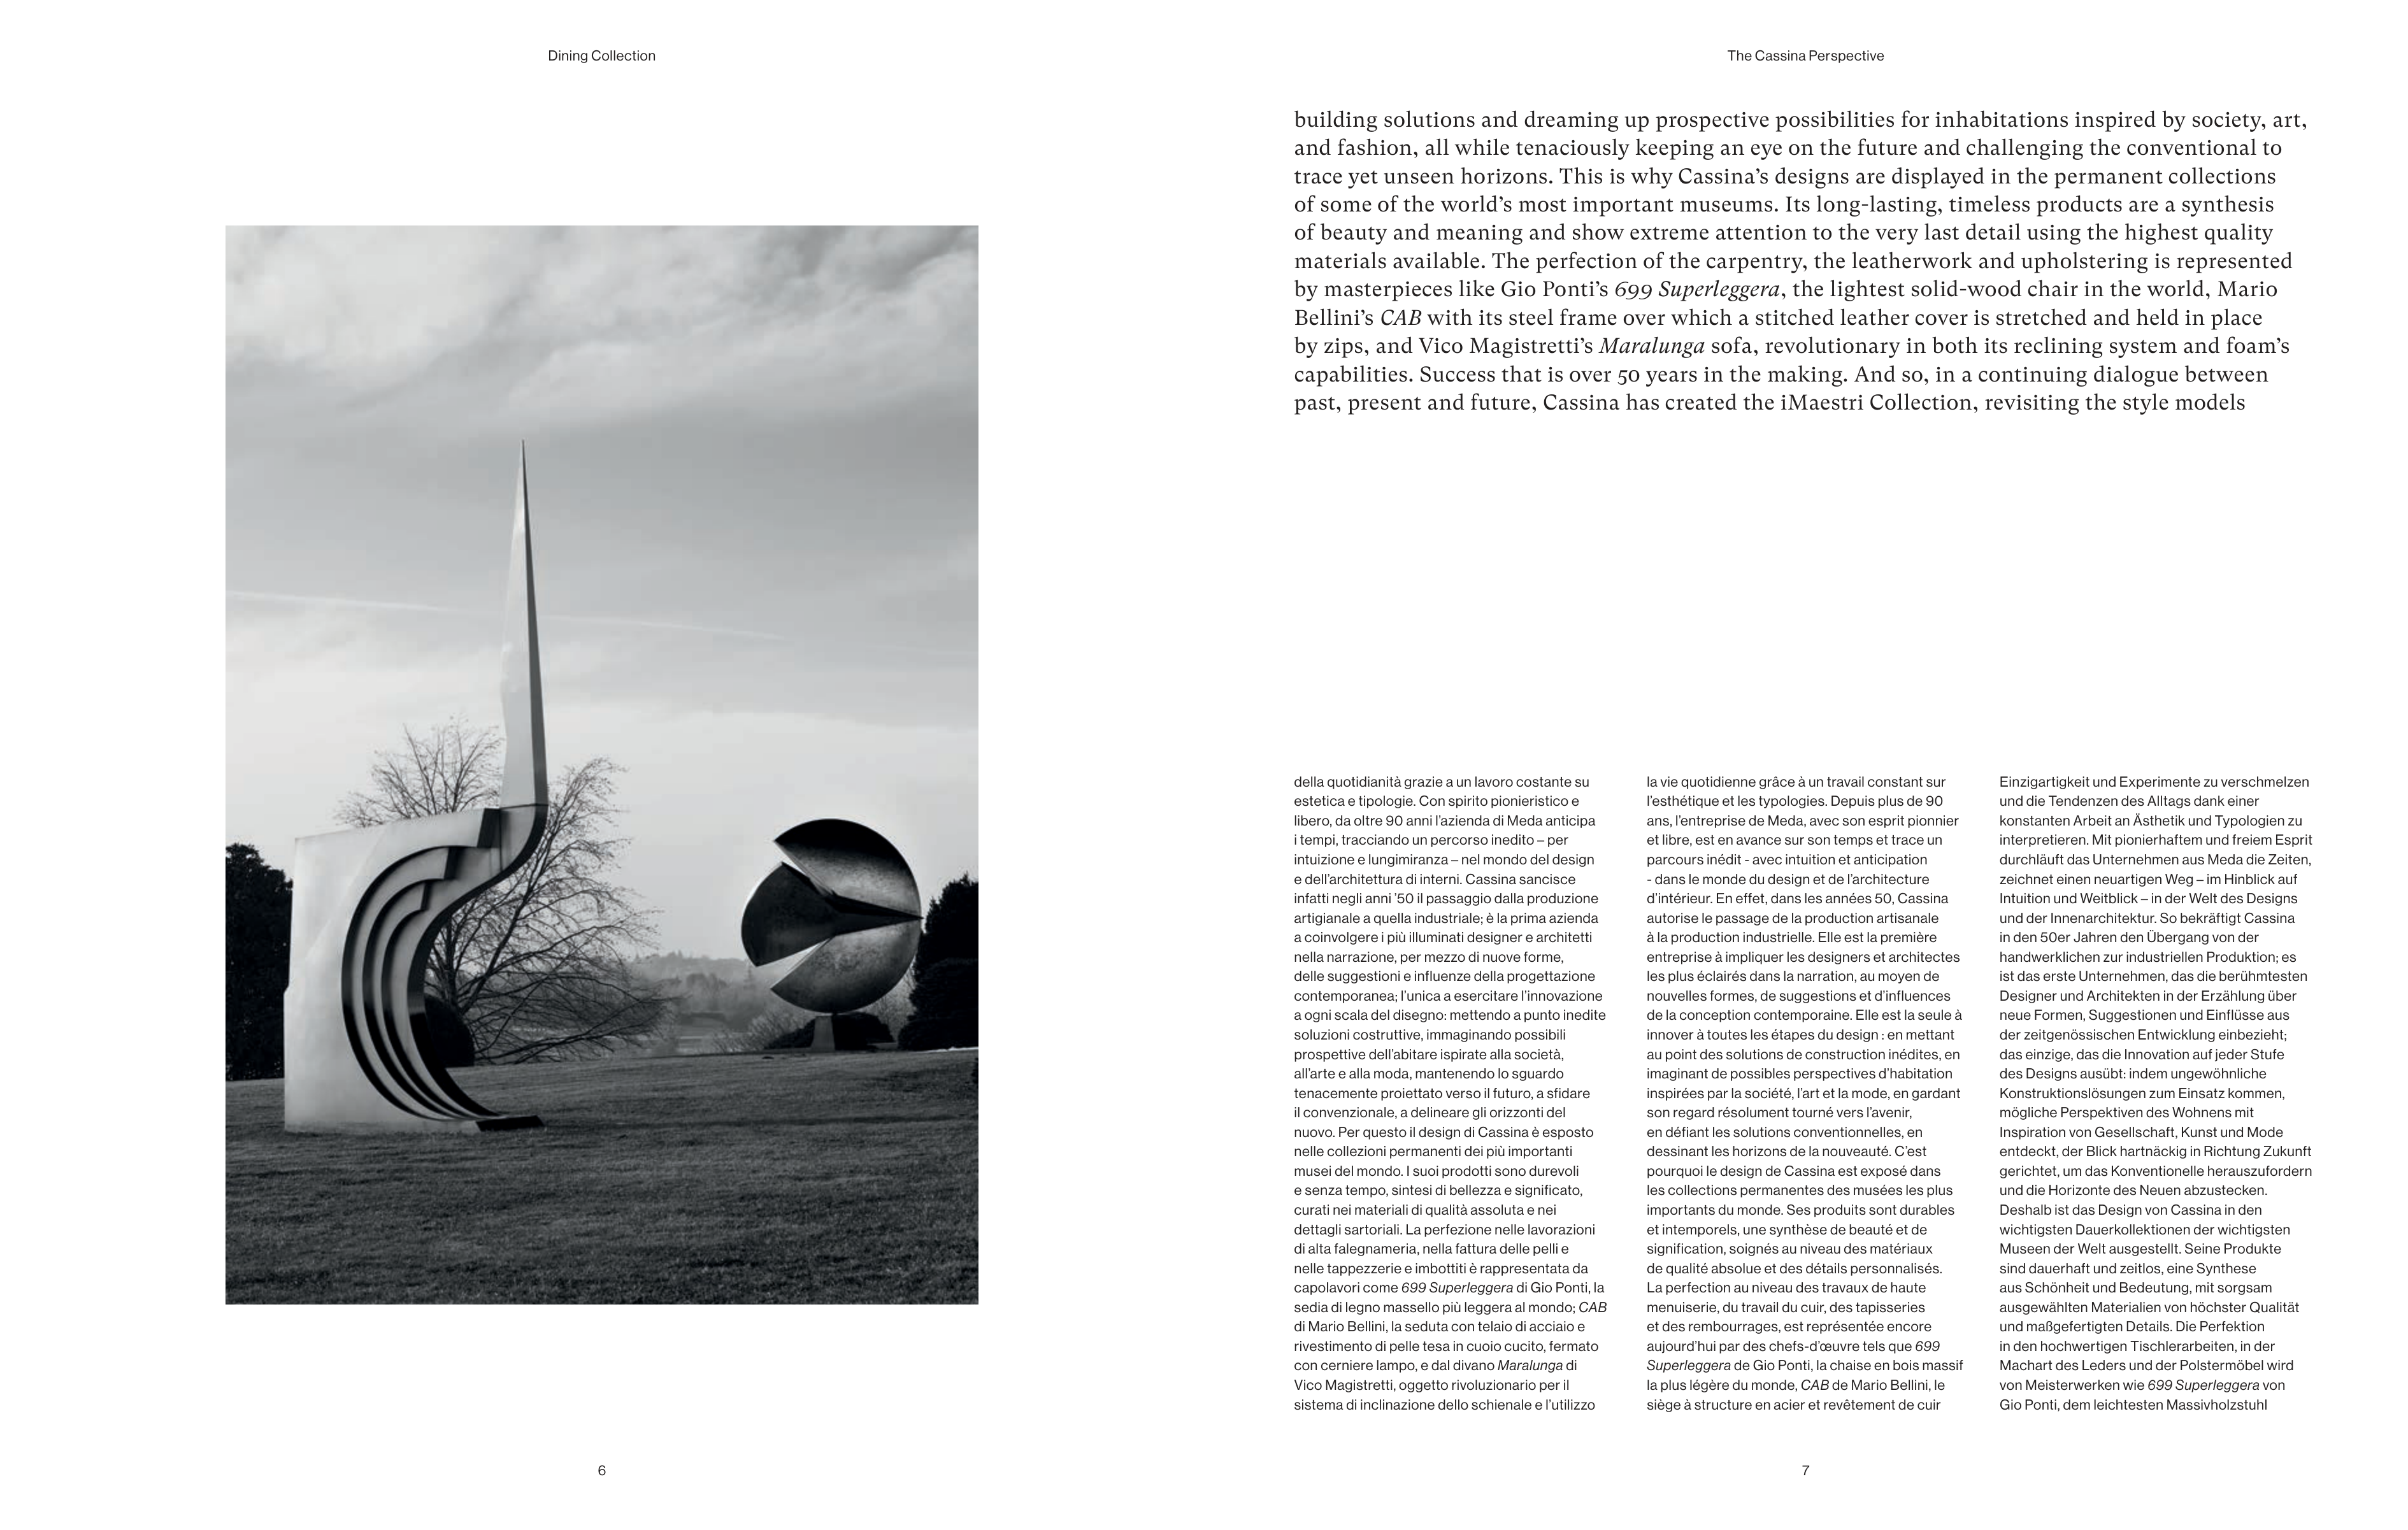 Dining Collection
The Cassina Perspective
building solutions and dreaming up prospective possibilities for inhabitations inspired by society, art,
and fashion, all while tenaciously keeping an eye on the future and challenging the conventional to
trace yet unseen horizons. This is why Cassina’s designs are displayed in the permanent collections
of some of the world’s most important museums. Its long-lasting, timeless products are a synthesis
of beauty and meaning and show extreme attention to the very last detail using the highest quality
materials available. The perfection of the carpentry, the leatherwork and upholstering is represented
by masterpieces like Gio Ponti’s 699 Superleggera, the lightest solid-wood chair in the world, Mario
Bellini’s CAB with its steel frame over which a stitched leather cover is stretched and held in place
by zips, and Vico Magistretti’s Maralunga sofa, revolutionary in both its reclining system and foam’s
capabilities. Success that is over 50 years in the making. And so, in a continuing dialogue between
past, present and future, Cassina has created the iMaestri Collection, revisiting the style models
della quotidianità grazie a un lavoro costante su
estetica e tipologie. Con spirito pionieristico e
libero, da oltre 90 anni l’azienda di Meda anticipa
i tempi, tracciando un percorso inedito – per
intuizione e lungimiranza – nel mondo del design
e dell’architettura di interni. Cassina sancisce
infatti negli anni ’50 il passaggio dalla produzione
artigianale a quella industriale; è la prima azienda
a coinvolgere i più illuminati designer e architetti
nella narrazione, per mezzo di nuove forme,
delle suggestioni e influenze della progettazione
contemporanea; l’unica a esercitare l’innovazione
a ogni scala del disegno: mettendo a punto inedite
soluzioni costruttive, immaginando possibili
prospettive dell’abitare ispirate alla società,
all’arte e alla moda, mantenendo lo sguardo
tenacemente proiettato verso il futuro, a sfidare
il convenzionale, a delineare gli orizzonti del
nuovo. Per questo il design di Cassina è esposto
nelle collezioni permanenti dei più importanti
musei del mondo. I suoi prodotti sono durevoli
e senza tempo, sintesi di bellezza e significato,
curati nei materiali di qualità assoluta e nei
dettagli sartoriali. La perfezione nelle lavorazioni
di alta falegnameria, nella fattura delle pelli e
nelle tappezzerie e imbottiti è rappresentata da
capolavori come 699 Superleggera di Gio Ponti, la
sedia di legno massello più leggera al mondo; CAB
di Mario Bellini, la seduta con telaio di acciaio e
rivestimento di pelle tesa in cuoio cucito, fermato
con cerniere lampo, e dal divano Maralunga di
Vico Magistretti, oggetto rivoluzionario per il
sistema di inclinazione dello schienale e l’utilizzo
la vie quotidienne grâce à un travail constant sur
l’esthétique et les typologies. Depuis plus de 90
ans, l’entreprise de Meda, avec son esprit pionnier
et libre, est en avance sur son temps et trace un
parcours inédit - avec intuition et anticipation
- dans le monde du design et de l’architecture
d’intérieur. En effet, dans les années 50, Cassina
autorise le passage de la production artisanale
à la production industrielle. Elle est la première
entreprise à impliquer les designers et architectes
les plus éclairés dans la narration, au moyen de
nouvelles formes, de suggestions et d’influences
de la conception contemporaine. Elle est la seule à
innover à toutes les étapes du design : en mettant
au point des solutions de construction inédites, en
imaginant de possibles perspectives d’habitation
inspirées par la société, l’art et la mode, en gardant
son regard résolument tourné vers l’avenir,
en défiant les solutions conventionnelles, en
dessinant les horizons de la nouveauté. C’est
pourquoi le design de Cassina est exposé dans
les collections permanentes des musées les plus
importants du monde. Ses produits sont durables
et intemporels, une synthèse de beauté et de
signification, soignés au niveau des matériaux
de qualité absolue et des détails personnalisés.
La perfection au niveau des travaux de haute
menuiserie, du travail du cuir, des tapisseries
et des rembourrages, est représentée encore
aujourd’hui par des chefs-d’œuvre tels que 699
Superleggera de Gio Ponti, la chaise en bois massif
la plus légère du monde, CAB de Mario Bellini, le
siège à structure en acier et revêtement de cuir
Einzigartigkeit und Experimente zu verschmelzen
und die Tendenzen des Alltags dank einer
konstanten Arbeit an Ästhetik und Typologien zu
interpretieren. Mit pionierhaftem und freiem Esprit
durchläuft das Unternehmen aus Meda die Zeiten,
zeichnet einen neuartigen Weg – im Hinblick auf
Intuition und Weitblick – in der Welt des Designs
und der Innenarchitektur. So bekräftigt Cassina
in den 50er Jahren den Übergang von der
handwerklichen zur industriellen Produktion; es
ist das erste Unternehmen, das die berühmtesten
Designer und Architekten in der Erzählung über
neue Formen, Suggestionen und Einflüsse aus
der zeitgenössischen Entwicklung einbezieht;
das einzige, das die Innovation auf jeder Stufe
des Designs ausübt: indem ungewöhnliche
Konstruktionslösungen zum Einsatz kommen,
mögliche Perspektiven des Wohnens mit
Inspiration von Gesellschaft, Kunst und Mode
entdeckt, der Blick hartnäckig in Richtung Zukunft
gerichtet, um das Konventionelle herauszufordern
und die Horizonte des Neuen abzustecken.
Deshalb ist das Design von Cassina in den
wichtigsten Dauerkollektionen der wichtigsten
Museen der Welt ausgestellt. Seine Produkte
sind dauerhaft und zeitlos, eine Synthese
aus Schönheit und Bedeutung, mit sorgsam
ausgewählten Materialien von höchster Qualität
und maßgefertigten Details. Die Perfektion
in den hochwertigen Tischlerarbeiten, in der
Machart des Leders und der Polstermöbel wird
von Meisterwerken wie 699 Superleggera von
Gio Ponti, dem leichtesten Massivholzstuhl
6
7